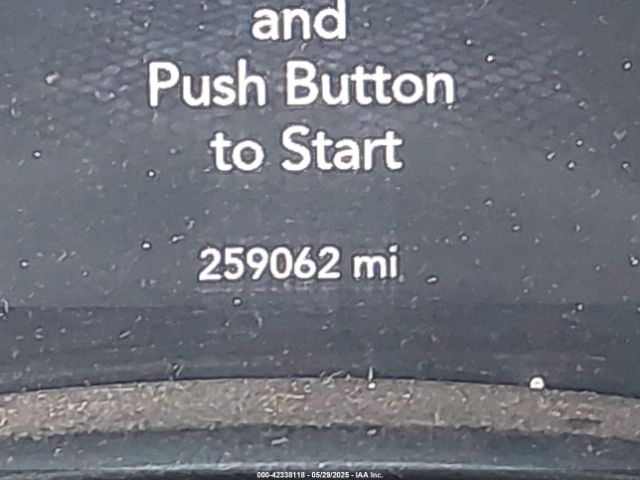 and
Push Button
to Start
259062 mi
000-42338118 - 05/29/2025 - IAA Inc.